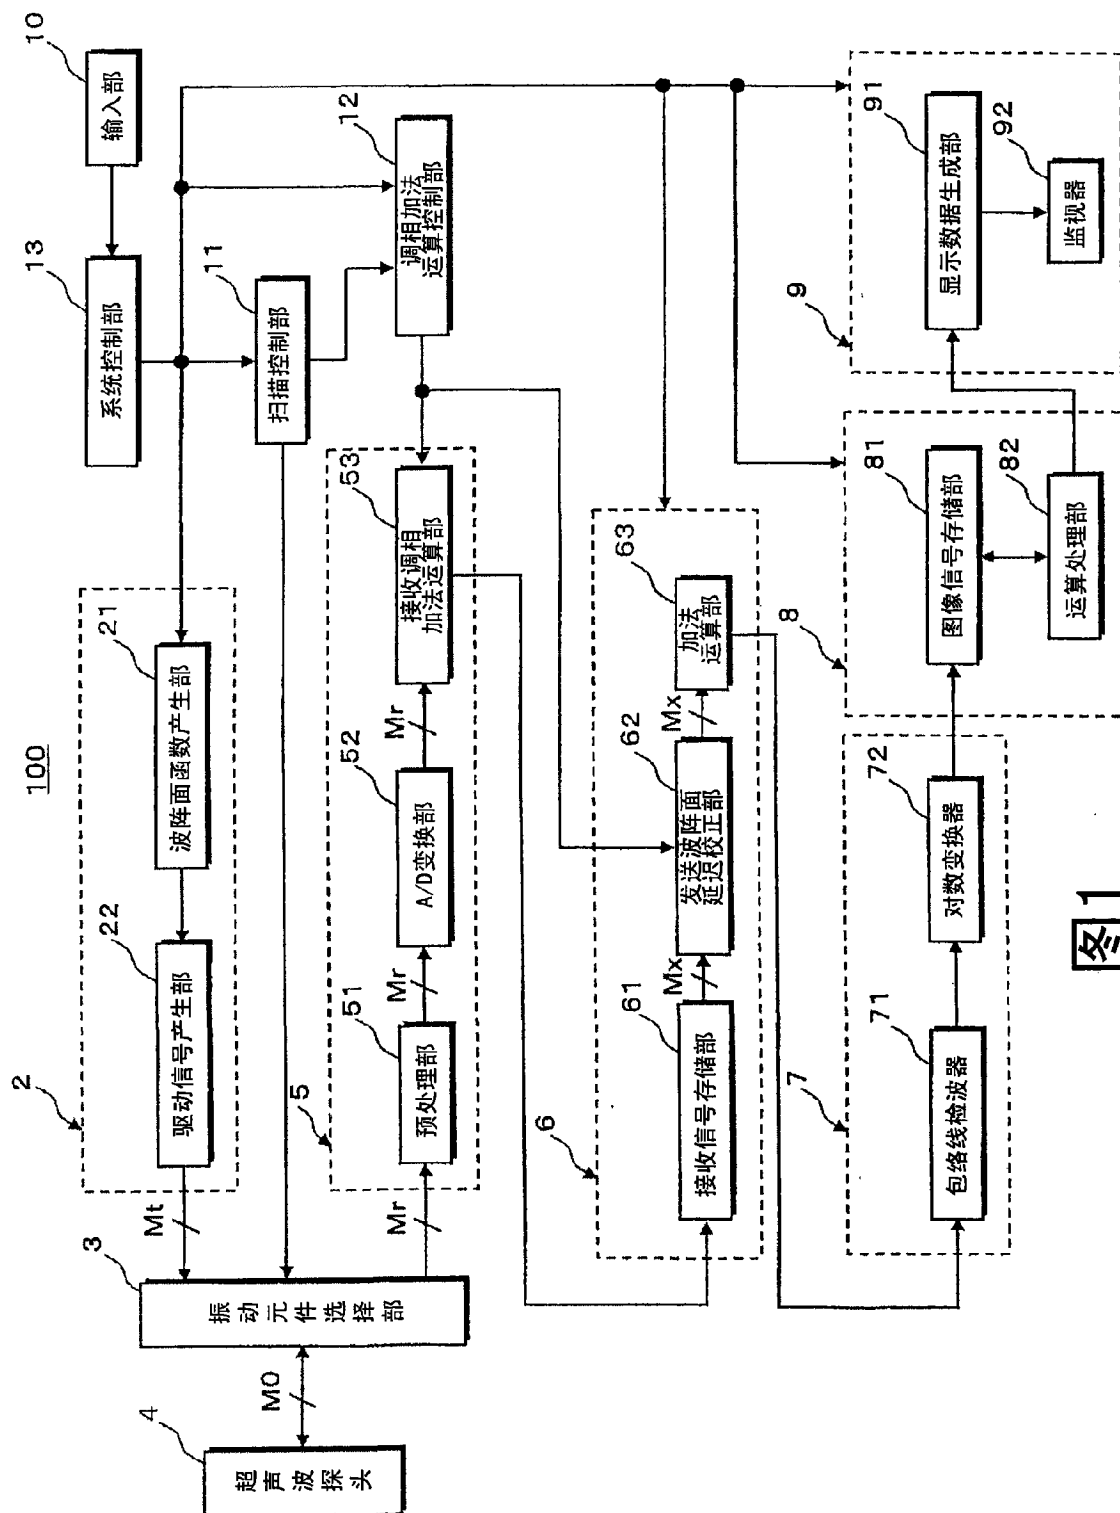 100
4
超声波探头
M0
3
振动元件选择部
Mt
Mr
2
22
驱动信号产生部
21
波阵面函数产生部
13
系统控制部
10
输入部
11
扫描控制部
12
调相加法
运算控制部
5
51
预处理部
Mr
52
A/D变换部
Mr
53
接收调相
加法运算部
6
61
接收信号存储部
Mx
62
发送波阵面
延迟校正部
Mx
63
加法
运算部
7
71
包络线检波器
72
对数变换器
8
81
图像信号存储部
82
运算处理部
9
91
显示数据生成部
92
监视器
图1